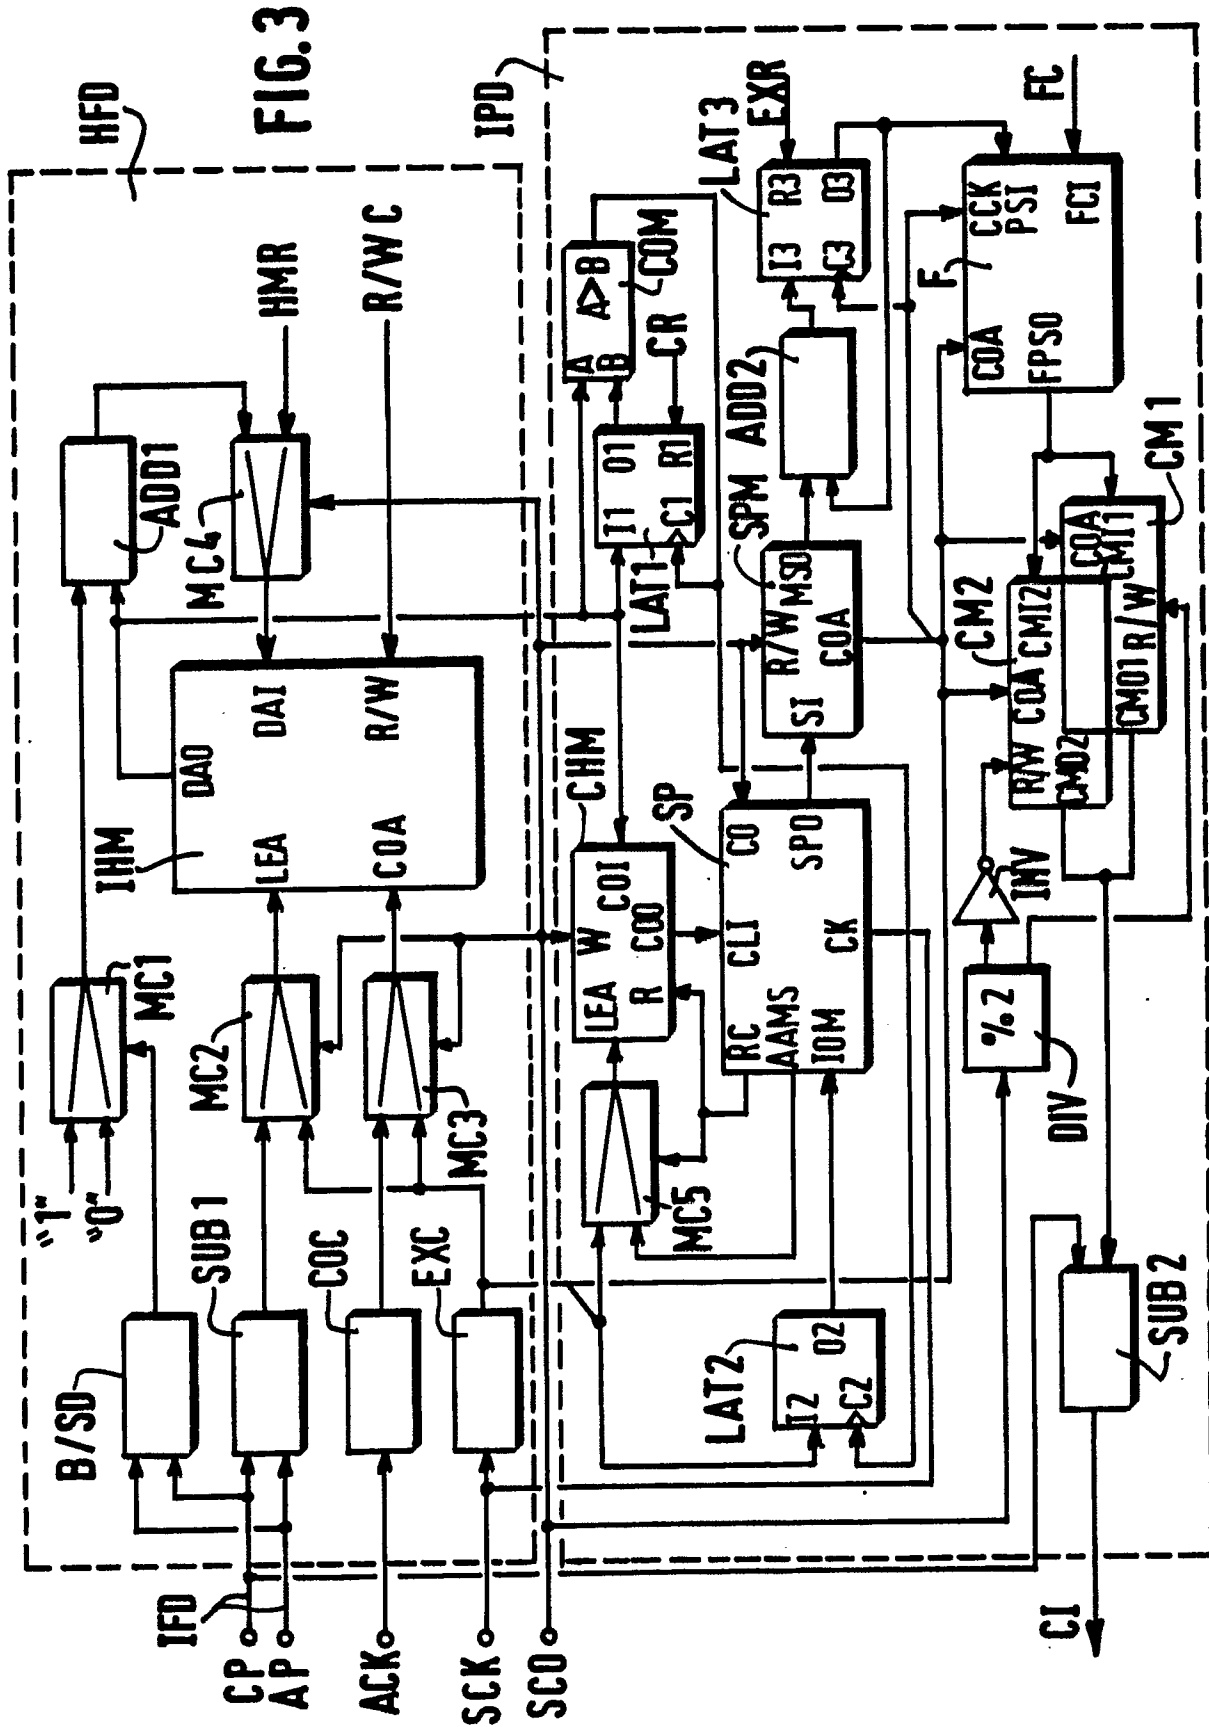 FIG.3
HFD
IFD
CP
AP
ACK
SCK
SCO
B/SD
SUB1
COC
EXC
"1"
"0"
MC1
MC2
MC3
IHM
LEA
COA
DAO
DAI
R/W
ADD1
MC4
HMR
R/WC
IPD
MC5
LAT2
I2
O2
C2
CHM
LEA
W
COI
R
COO
SP
RC
CLI
CO
AAMS
SPO
IOM
CK
LAT1
I1
O1
C1
R1
CR
A
B
A>B
COM
SPM
R/W
SI
MSO
COA
ADD2
LAT3
I3
R3
C3
O3
EXR
F
COA
CCK
PSI
FPSO
FCI
FC
DIV
%2
INV
CM2
R/W
COA
CMI2
CMO2
CM1
COA
CMI1
CMO1
R/W
SUB2
CI